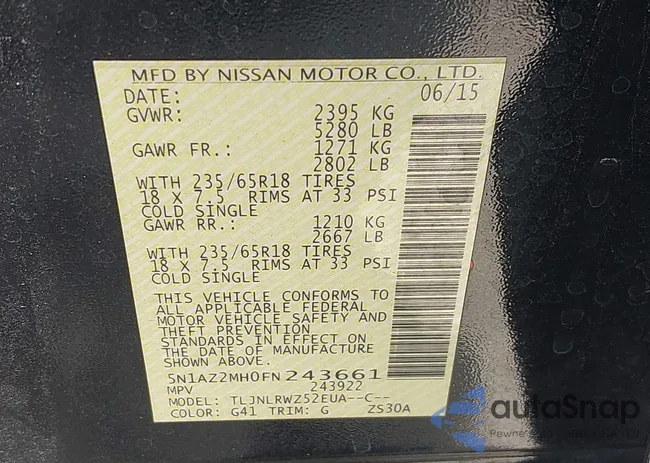 MFD BY NISSAN MOTOR CO., LTD.
DATE: 06/15
GVWR: 2395 KG
5280 LB
GAWR FR.: 1271 KG
2802 LB
WITH 235/65R18 TIRES
18 X 7.5 RIMS AT 33 PSI
COLD SINGLE
GAWR RR.: 1210 KG
2667 LB
WITH 235/65R18 TIRES
18 X 7.5 RIMS AT 33 PSI
COLD SINGLE
THIS VEHICLE CONFORMS TO
ALL APPLICABLE FEDERAL
MOTOR VEHICLE SAFETY AND
THEFT PREVENTION
STANDARDS IN EFFECT ON
THE DATE OF MANUFACTURE
SHOWN ABOVE.
5N1AZ2MH0FN243661
MPV 243922
MODEL: TLJNLRWZ52EUA--C--
COLOR: G41 TRIM: G ZS30A
autoSnap